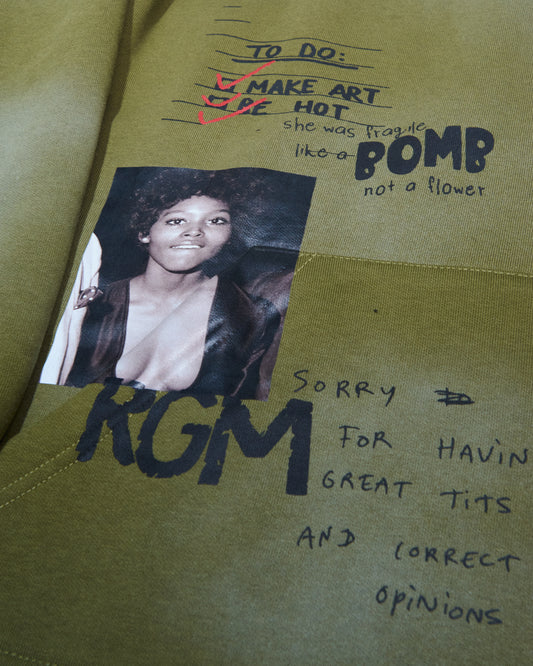 TO DO:
MAKE ART
BE HOT
she was fragile
like a BOMB
not a flower
RGM
SORRY
FOR HAVIN
GREAT TITS
AND CORRECT
OPINIONS